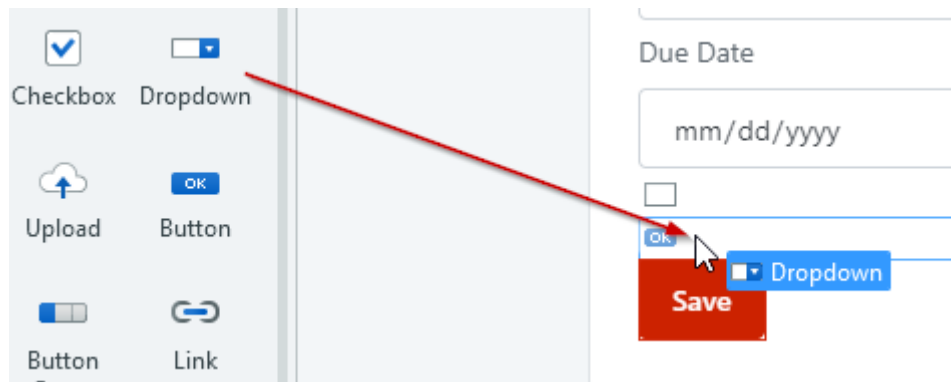 Checkbox Dropdown
Upload
OK
Button
Button
Link
Due Date
mm/dd/yyyy
OK
Dropdown
Save